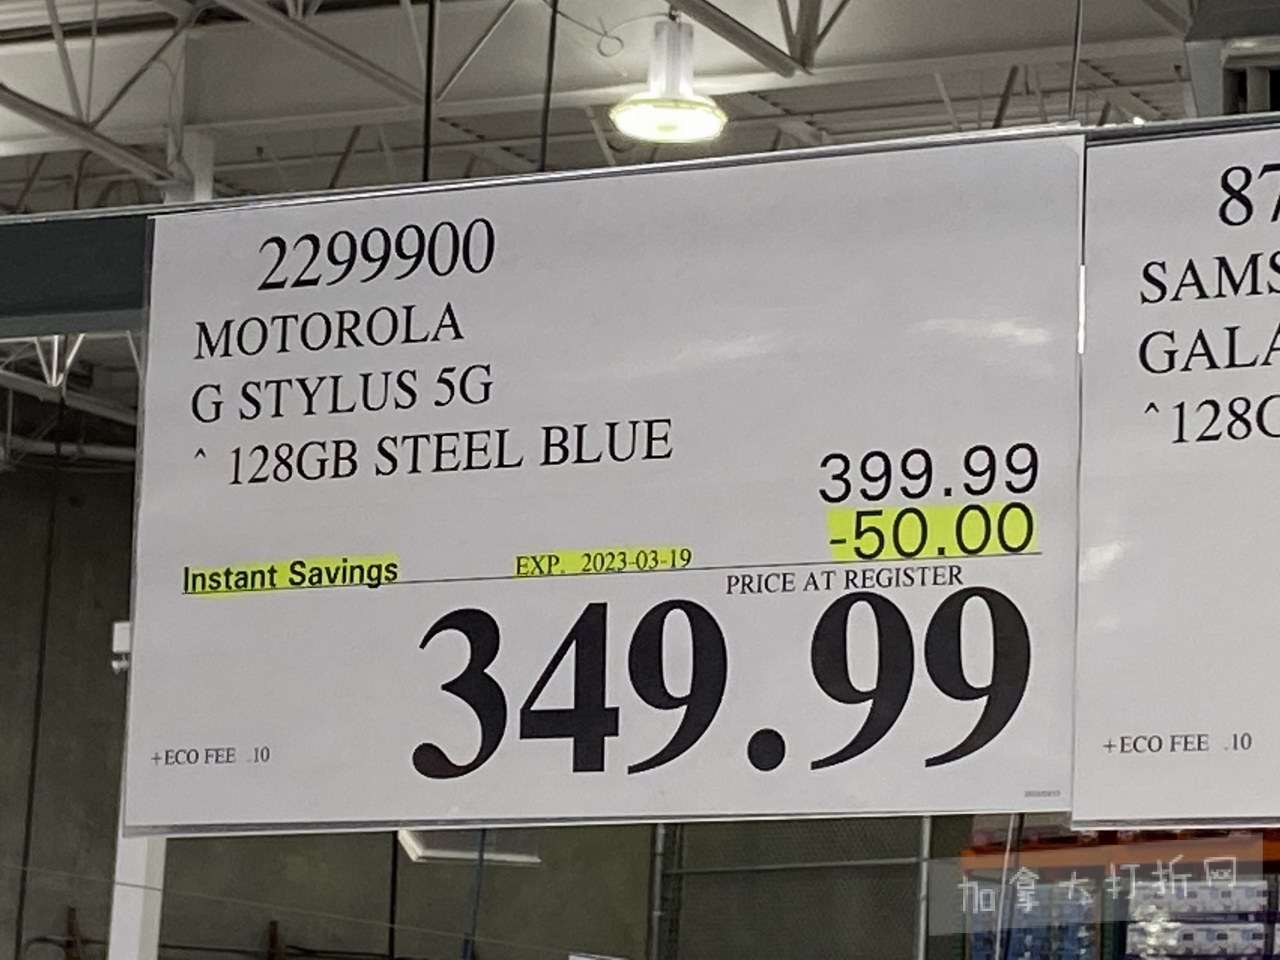 2299900
MOTOROLA
G STYLUS 5G
^ 128GB STEEL BLUE
399.99
-50.00
Instant Savings EXP. 2023-03-19
PRICE AT REGISTER
349.99
+ECO FEE .10
87
SAMS
GALA
^ 128G
+ECO FEE .10
加拿大打折网